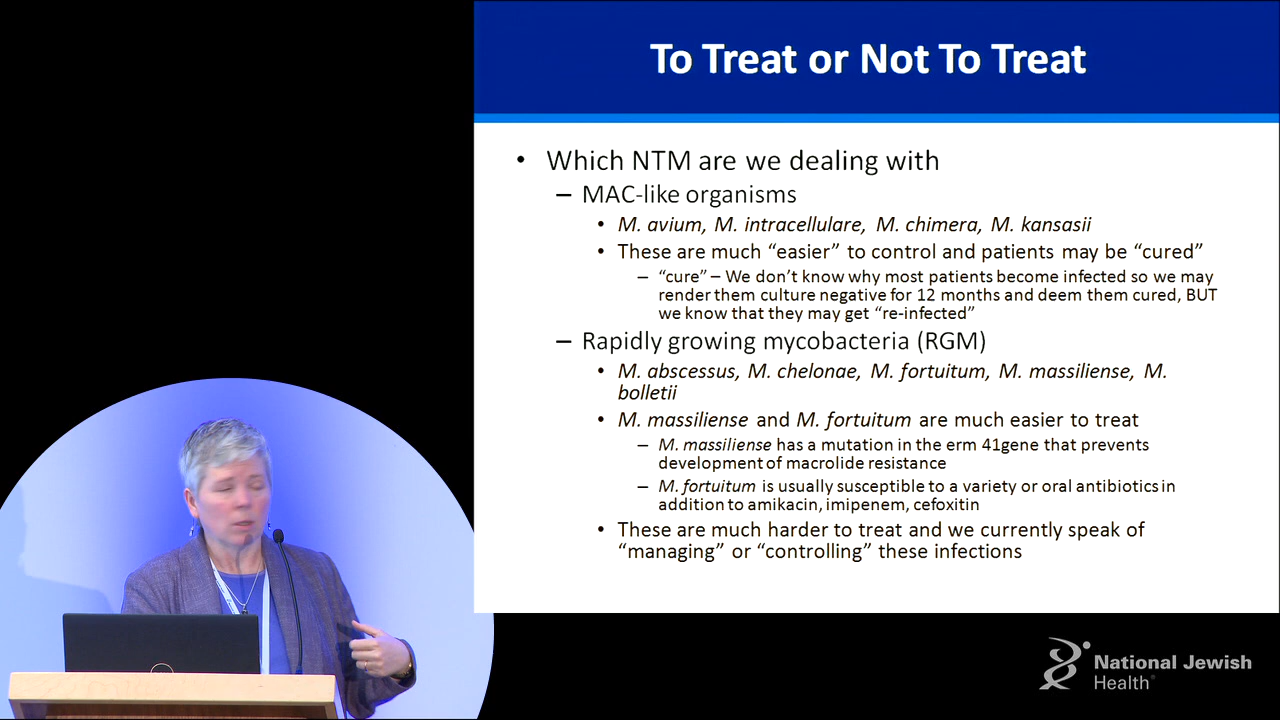 To Treat or Not To Treat
• Which NTM are we dealing with
– MAC-like organisms
• M. avium, M. intracellulare, M. chimera, M. kansasii
• These are much “easier” to control and patients may be “cured”
– “cure” – We don’t know why most patients become infected so we may
render them culture negative for 12 months and deem them cured, BUT
we know that they may get “re-infected”
– Rapidly growing mycobacteria (RGM)
• M. abscessus, M. chelonae, M. fortuitum, M. massiliense, M.
bolletii
• M. massiliense and M. fortuitum are much easier to treat
– M. massiliense has a mutation in the erm 41gene that prevents
development of macrolide resistance
– M. fortuitum is usually susceptible to a variety or oral antibiotics in
addition to amikacin, imipenem, cefoxitin
• These are much harder to treat and we currently speak of
“managing” or “controlling” these infections
National Jewish
Health®